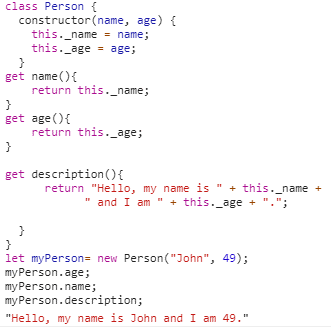 class Person {
  constructor(name, age) {
    this._name = name;
    this._age = age;
  }
get name(){
    return this._name;
}
get age(){
    return this._age;
}

get description(){
      return "Hello, my name is " + this._name +
            " and I am " + this._age + ".";

  }
}
let myPerson= new Person("John", 49);
myPerson.age;
myPerson.name;
myPerson.description;
"Hello, my name is John and I am 49."